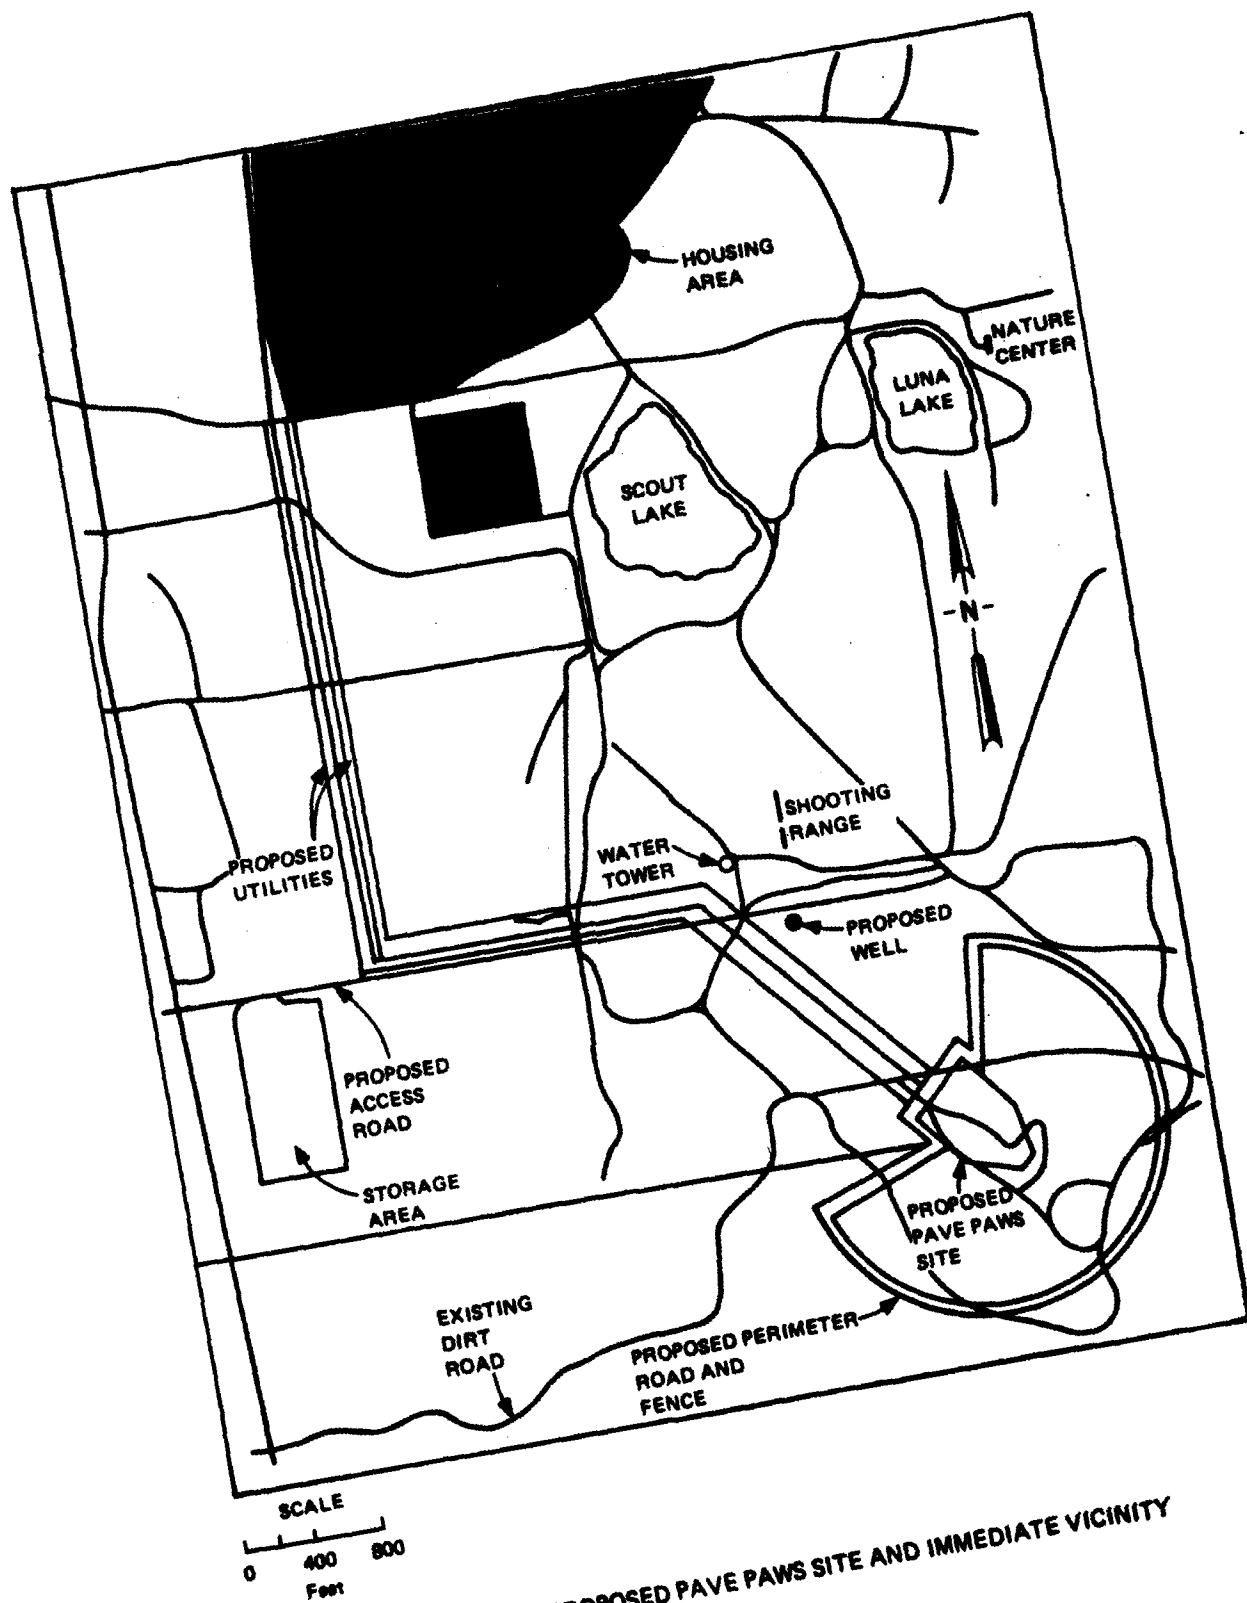 HOUSING
AREA
NATURE
CENTER
LUNA
LAKE
SCOUT
LAKE
-N-
SHOOTING
RANGE
WATER
TOWER
PROPOSED
UTILITIES
PROPOSED
WELL
PROPOSED
ACCESS
ROAD
STORAGE
AREA
PROPOSED
PAVE PAWS
SITE
EXISTING
DIRT
ROAD
PROPOSED PERIMETER
ROAD AND
FENCE
SCALE
0 400 800
Feet
PROPOSED PAVE PAWS SITE AND IMMEDIATE VICINITY